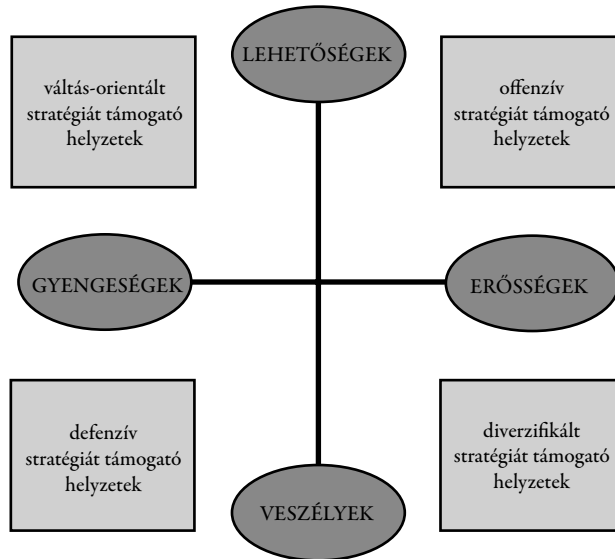 LEHETŐSÉGEK
váltás-orientált
stratégiát támogató
helyzetek
offenzív
stratégiát támogató
helyzetek
GYENGESÉGEK
ERŐSSÉGEK
defenzív
stratégiát támogató
helyzetek
diverzifikált
stratégiát támogató
helyzetek
VESZÉLYEK